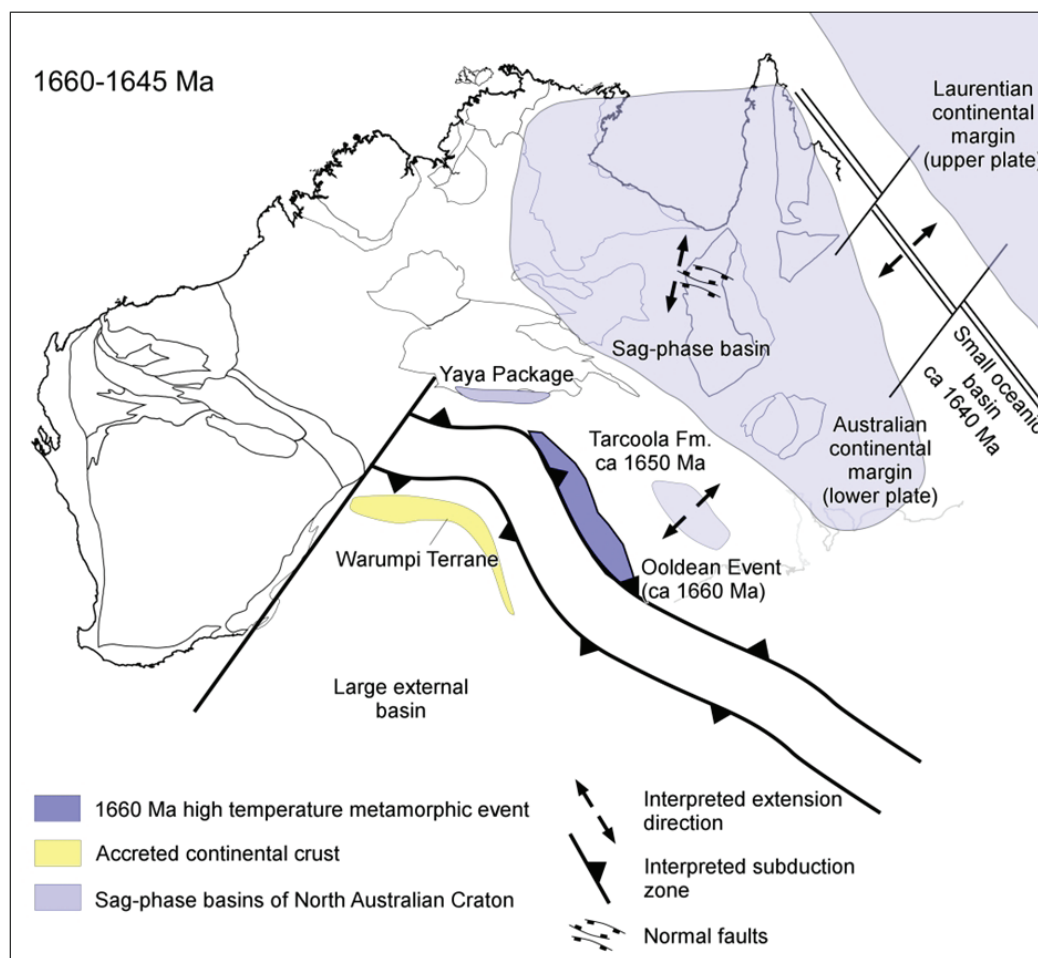 1660-1645 Ma
Laurentian
continental
margin
(upper plate)
Sag-phase basin
Small oceanic
basin
ca 1640 Ma
Yaya Package
Australian
continental
margin
(lower plate)
Tarcoola Fm.
ca 1650 Ma
Warumpi Terrane
Ooldean Event
(ca 1660 Ma)
Large external
basin
1660 Ma high temperature metamorphic event
Accreted continental crust
Sag-phase basins of North Australian Craton
Interpreted extension
direction
Interpreted subduction
zone
Normal faults